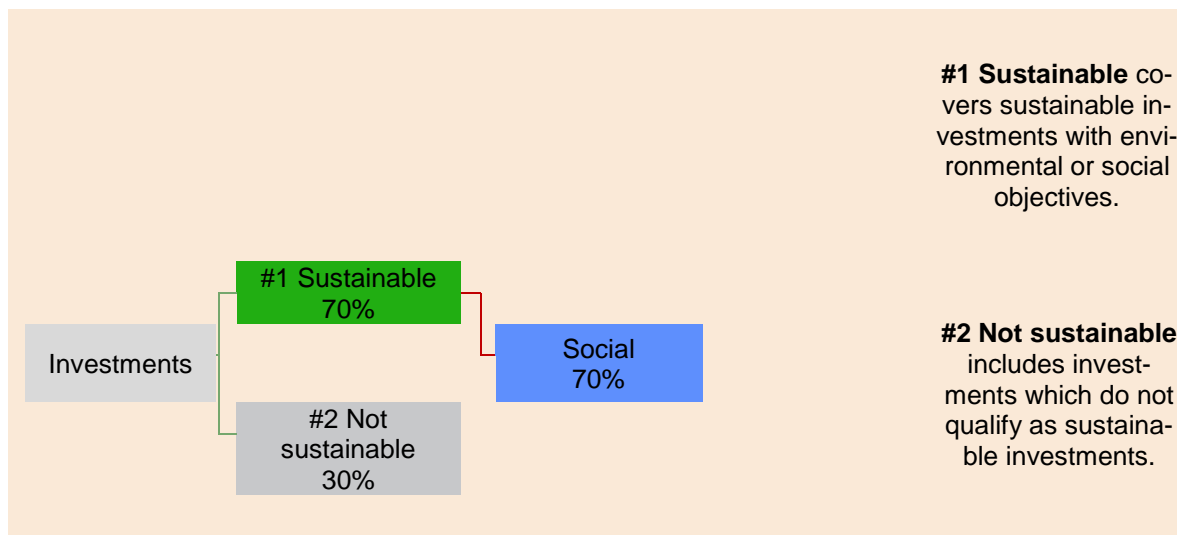 #1 Sustainable co-
vers sustainable in-
vestments with envi-
ronmental or social
objectives.
#1 Sustainable
70%
Investments
Social
70%
#2 Not
sustainable
30%
#2 Not sustainable
includes invest-
ments which do not
qualify as sustaina-
ble investments.